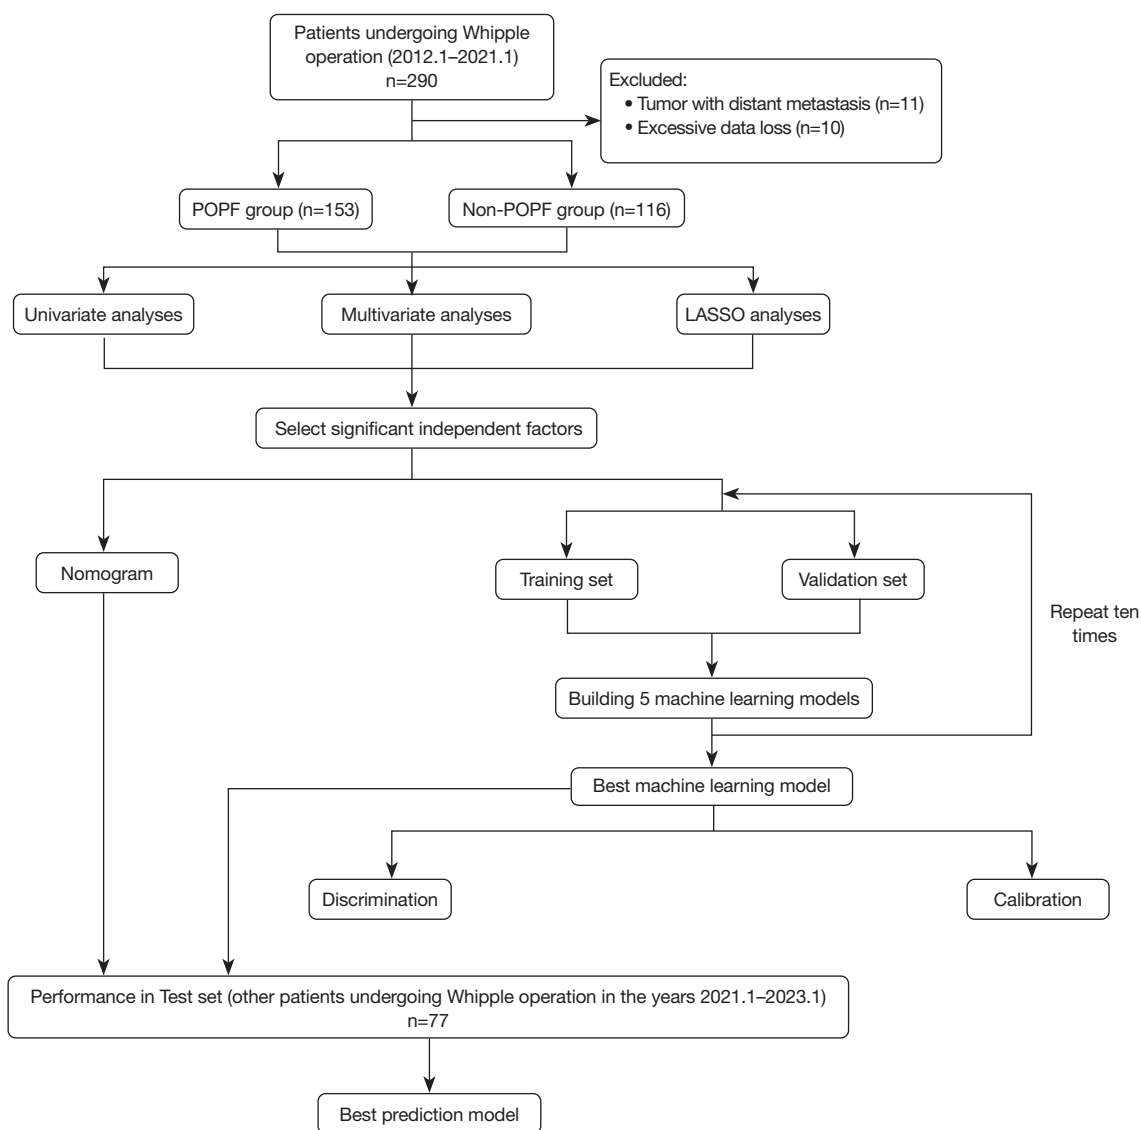 Patients undergoing Whipple
operation (2012.1–2021.1)
n=290
Excluded:
• Tumor with distant metastasis (n=11)
• Excessive data loss (n=10)
POPF group (n=153)
Non-POPF group (n=116)
Univariate analyses
Multivariate analyses
LASSO analyses
Select significant independent factors
Nomogram
Training set
Validation set
Repeat ten
times
Building 5 machine learning models
Best machine learning model
Discrimination
Calibration
Performance in Test set (other patients undergoing Whipple operation in the years 2021.1–2023.1)
n=77
Best prediction model